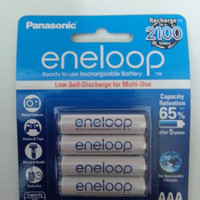 Panasonic
Recharge
2100
eneloop
TM
Ready to use Rechargeable Battery
Low Self-Discharge for Multi-Use
Capacity
Retention
65%
after 5 years
eneloop
eneloop
eneloop
eneloop
AAA